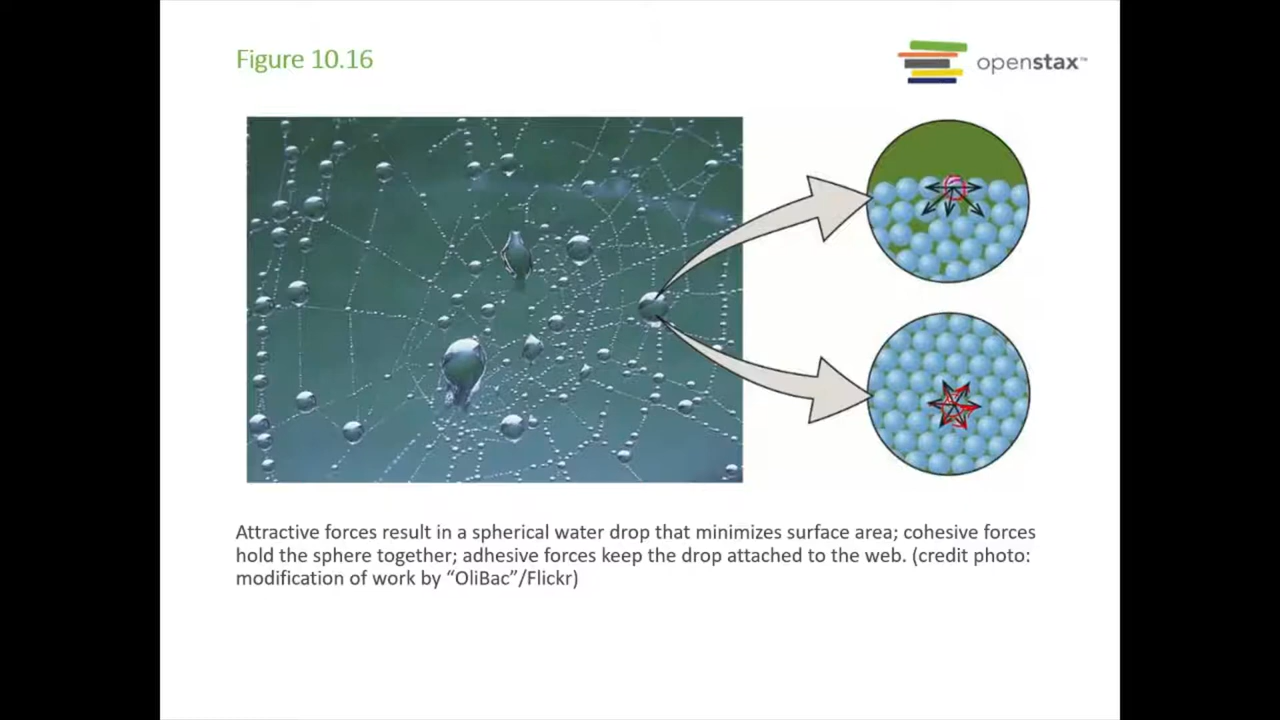 Figure 10.16
openstax™
Attractive forces result in a spherical water drop that minimizes surface area; cohesive forces
hold the sphere together; adhesive forces keep the drop attached to the web. (credit photo:
modification of work by “OliBac”/Flickr)